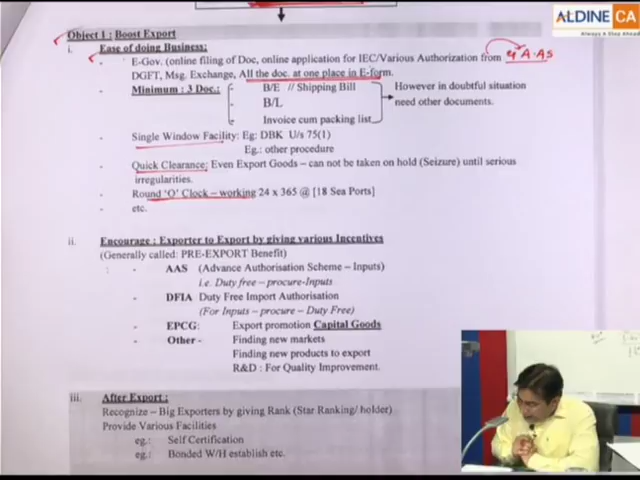 ALDINE CA
Always A Step Ahead
Object 1 : Boost Export
i. Ease of doing Business:
- E-Gov. (online filing of Doc, online application for IEC/Various Authorization from eg A.AS
DGFT, Msg. Exchange, All the doc. at one place in E-form.
- Minimum : 3 Doc.: - B/E // Shipping Bill However in doubtful situation
- B/L need other documents.
- Invoice cum packing list
- Single Window Facility: Eg: DBK U/s 75(1)
Eg.: other procedure
- Quick Clearance: Even Export Goods – can not be taken on hold (Seizure) until serious
irregularities.
- Round 'O' Clock – working 24 x 365 @ [18 Sea Ports]
- etc.
ii. Encourage : Exporter to Export by giving various Incentives
(Generally called: PRE-EXPORT Benefit)
- AAS (Advance Authorisation Scheme – Inputs)
i.e. Duty free – procure-Inputs
- DFIA Duty Free Import Authorisation
(For Inputs – procure – Duty Free)
- EPCG: Export promotion Capital Goods
- Other - Finding new markets
Finding new products to export
R&D : For Quality Improvement.
iii. After Export :
Recognize – Big Exporters by giving Rank (Star Ranking/ holder)
Provide Various Facilities
eg.: Self Certification
eg.: Bonded W/H establish etc.